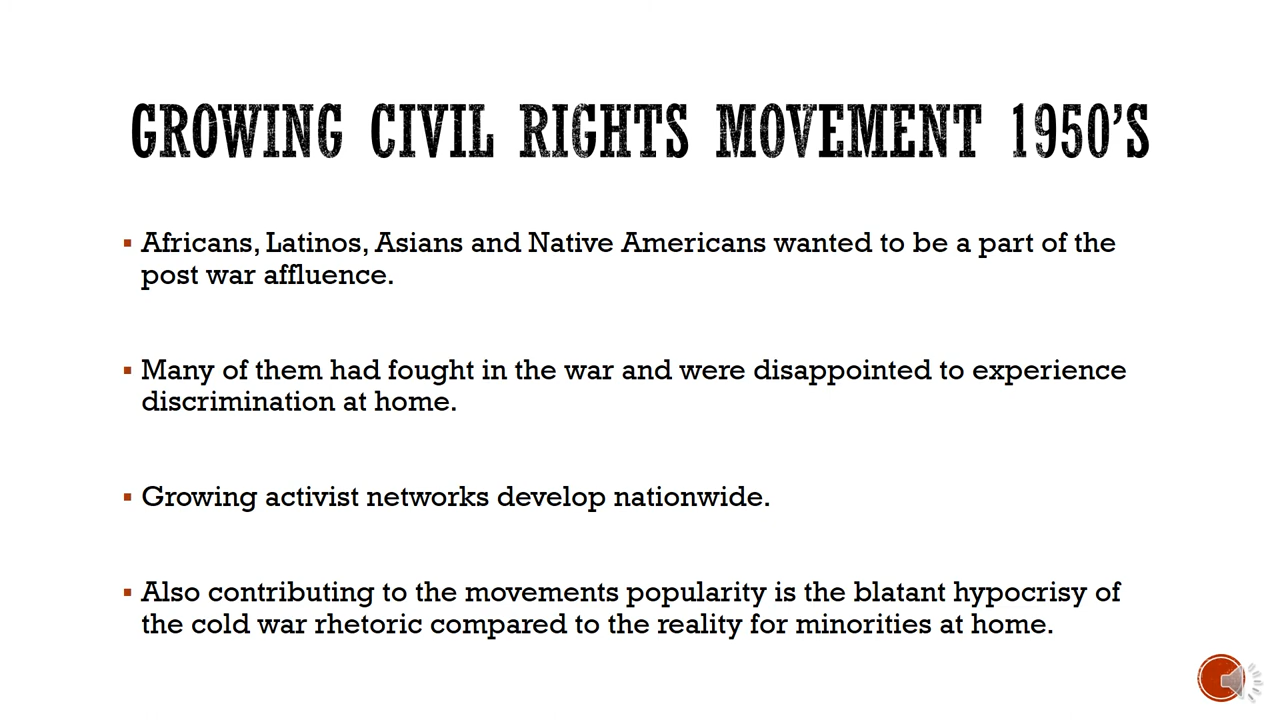 GROWING CIVIL RIGHTS MOVEMENT 1950'S
Africans, Latinos, Asians and Native Americans wanted to be a part of the
post war affluence.
Many of them had fought in the war and were disappointed to experience
discrimination at home.
Growing activist networks develop nationwide.
Also contributing to the movements popularity is the blatant hypocrisy of
the cold war rhetoric compared to the reality for minorities at home.